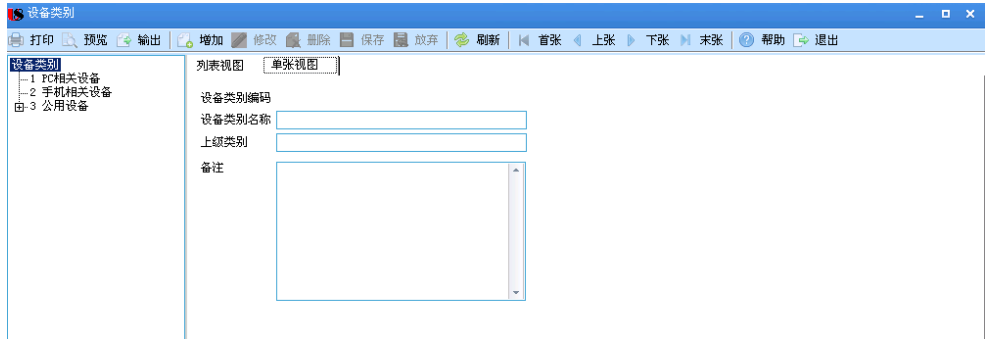 设备类别
打印 预览 输出 增加 修改 删除 保存 放弃 刷新 首张 上张 下张 末张 帮助 退出
设备类别
1 PC相关设备
2 手机相关设备
3 公用设备
列表视图 单张视图
设备类别编码
设备类别名称
上级类别
备注